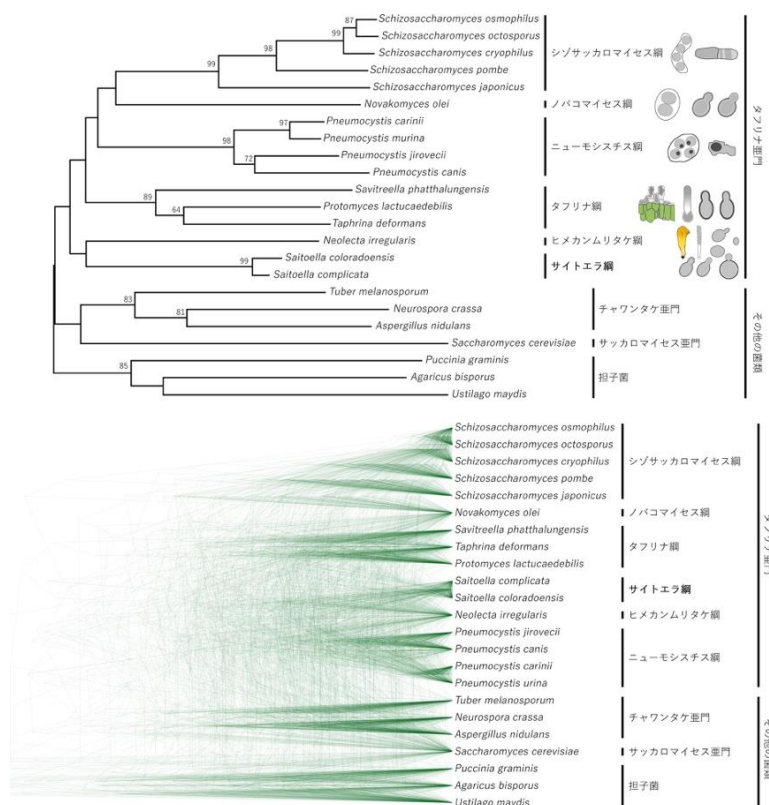 87
Schizosaccharomyces osmophilus
99
Schizosaccharomyces octosporus
98
Schizosaccharomyces cryophilus
シゾサッカロマイセス綱
99
Schizosaccharomyces pombe
Schizosaccharomyces japonicus
Novakomyces olei
ノバコマイセス綱
97
Pneumocystis carinii
98
Pneumocystis murina
ニューモシスチス綱
72
Pneumocystis jirovecii
Pneumocystis canis
タフリナ亜門
89
Savitreella phatthalungensis
64
Protomyces lactucaedebilis
タフリナ綱
Taphrina deformans
Neolecta irregularis
ヒメカンムリタケ綱
99
Saitoella coloradoensis
サイトエラ綱
Saitoella complicata
83
Tuber melanosporum
81
Neurospora crassa
チャワンタケ亜門
Aspergillus nidulans
Saccharomyces cerevisiae
サッカロマイセス亜門
85
Puccinia graminis
Agaricus bisporus
担子菌
Ustilago maydis
その他の菌類
Schizosaccharomyces osmophilus
Schizosaccharomyces octosporus
Schizosaccharomyces cryophilus
シゾサッカロマイセス綱
Schizosaccharomyces pombe
Schizosaccharomyces japonicus
Novakomyces olei
ノバコマイセス綱
Savitreella phatthalungensis
Taphrina deformans
タフリナ綱
Protomyces lactucaedebilis
タフリナ亜門
Saitoella complicata
サイトエラ綱
Saitoella coloradoensis
Neolecta irregularis
ヒメカンムリタケ綱
Pneumocystis jirovecii
Pneumocystis canis
ニューモシスチス綱
Pneumocystis carinii
Pneumocystis urina
Tuber melanosporum
Neurospora crassa
チャワンタケ亜門
Aspergillus nidulans
Saccharomyces cerevisiae
サッカロマイセス亜門
Puccinia graminis
Agaricus bisporus
担子菌
Ustilago maydis
その他の菌類